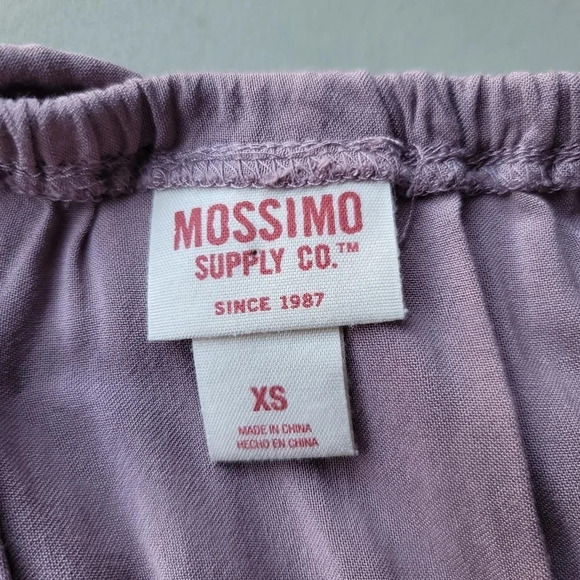 MOSSIMO
SUPPLY CO.™
SINCE 1987
XS
MADE IN CHINA
HECHO EN CHINA